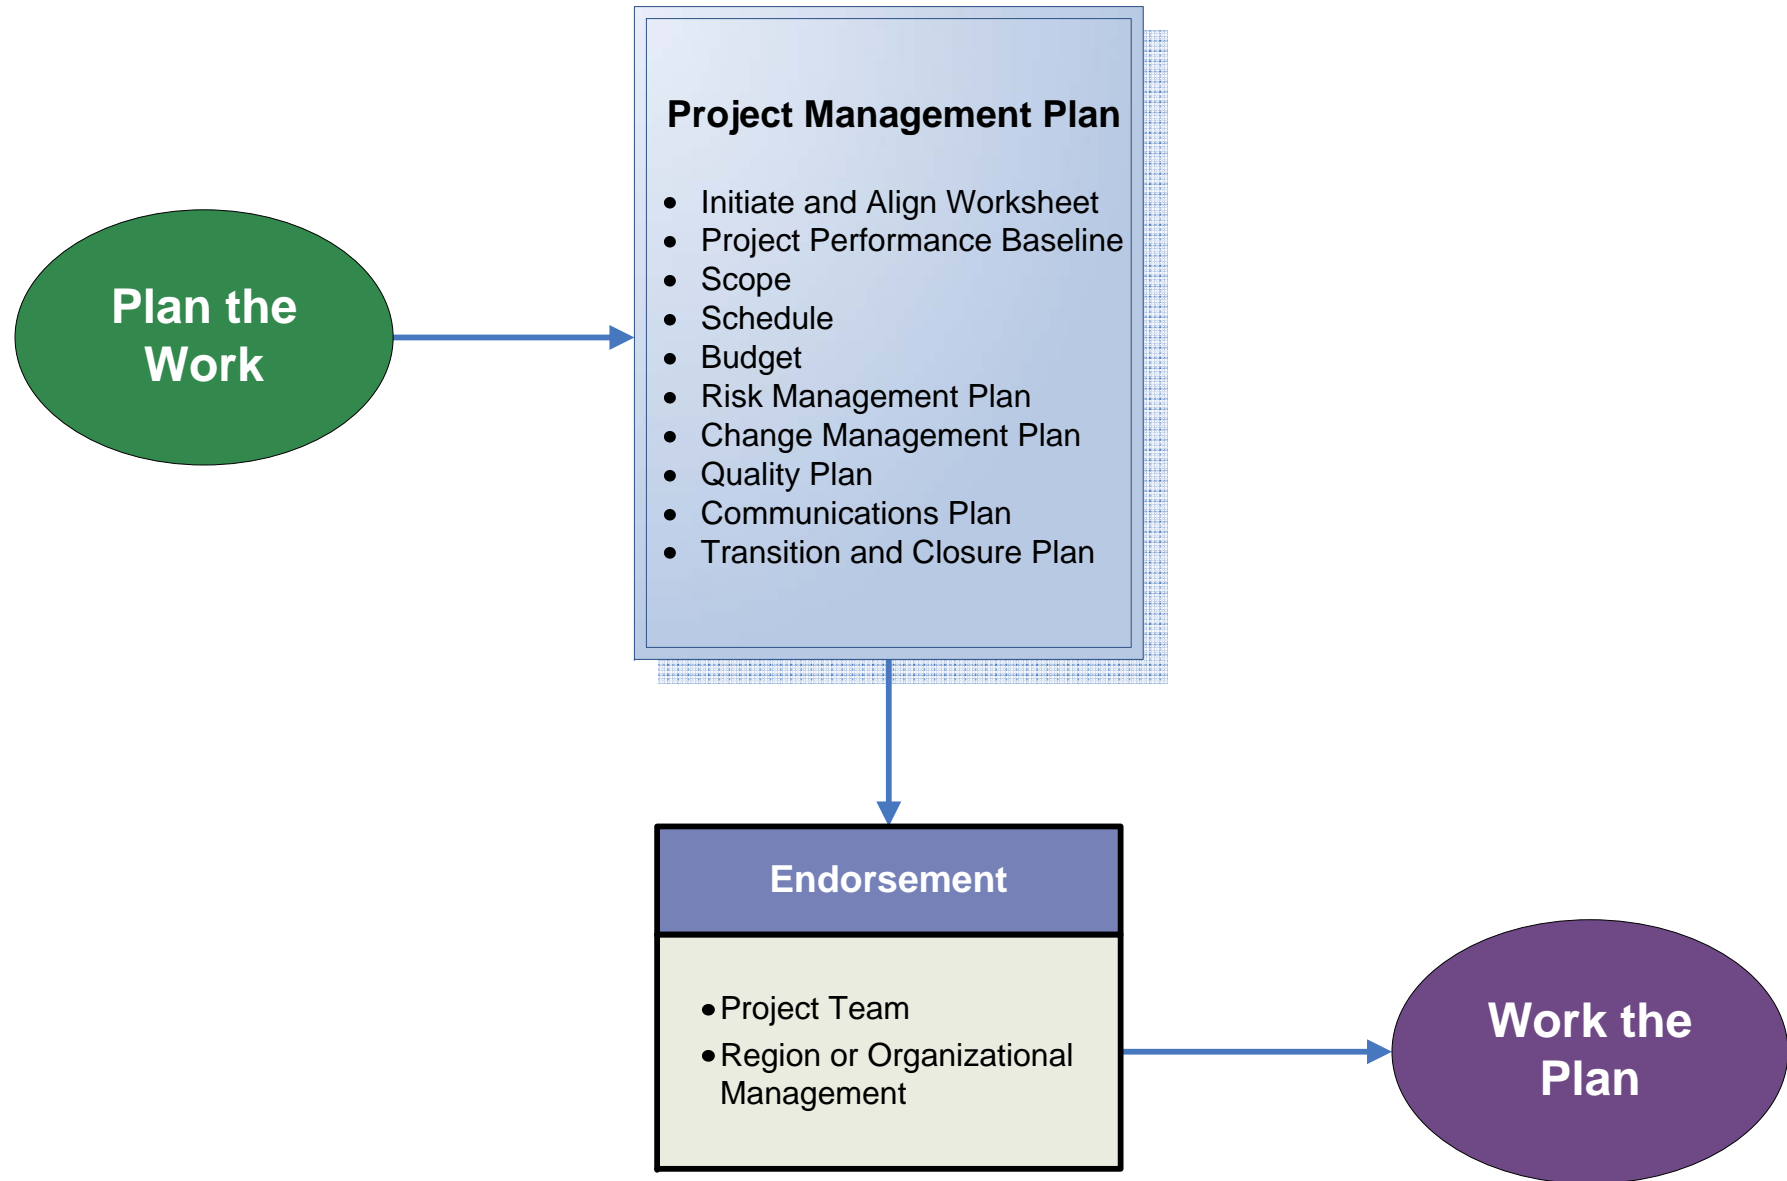 Project Management Plan
• Initiate and Align Worksheet
• Project Performance Baseline
• Scope
• Schedule
• Budget
• Risk Management Plan
• Change Management Plan
• Quality Plan
• Communications Plan
• Transition and Closure Plan
Plan the
Work
Endorsement
• Project Team
• Region or Organizational
Management
Work the
Plan